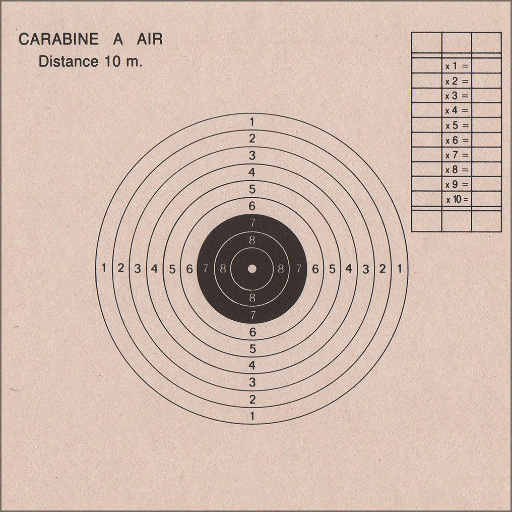 CARABINE A AIR
Distance 10 m.
x 1 =
x 2 =
x 3 =
x 4 =
x 5 =
x 6 =
x 7 =
x 8 =
x 9 =
x 10 =
1
2
3
4
5
6
7
8
1 2 3 4 5 6 7 8 8 7 6 5 4 3 2 1
8
7
6
5
4
3
2
1